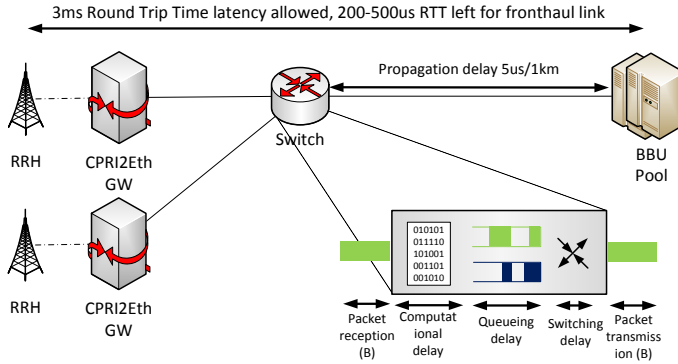 3ms Round Trip Time latency allowed, 200-500us RTT left for fronthaul link
Propagation delay 5us/1km
RRH
CPRI2Eth
GW
Switch
BBU
Pool
010101
011110
101001
001101
001010
RRH
CPRI2Eth
GW
Packet
reception
(B)
Computat
ional
delay
Queueing
delay
Switching
delay
Packet
transmiss
ion (B)